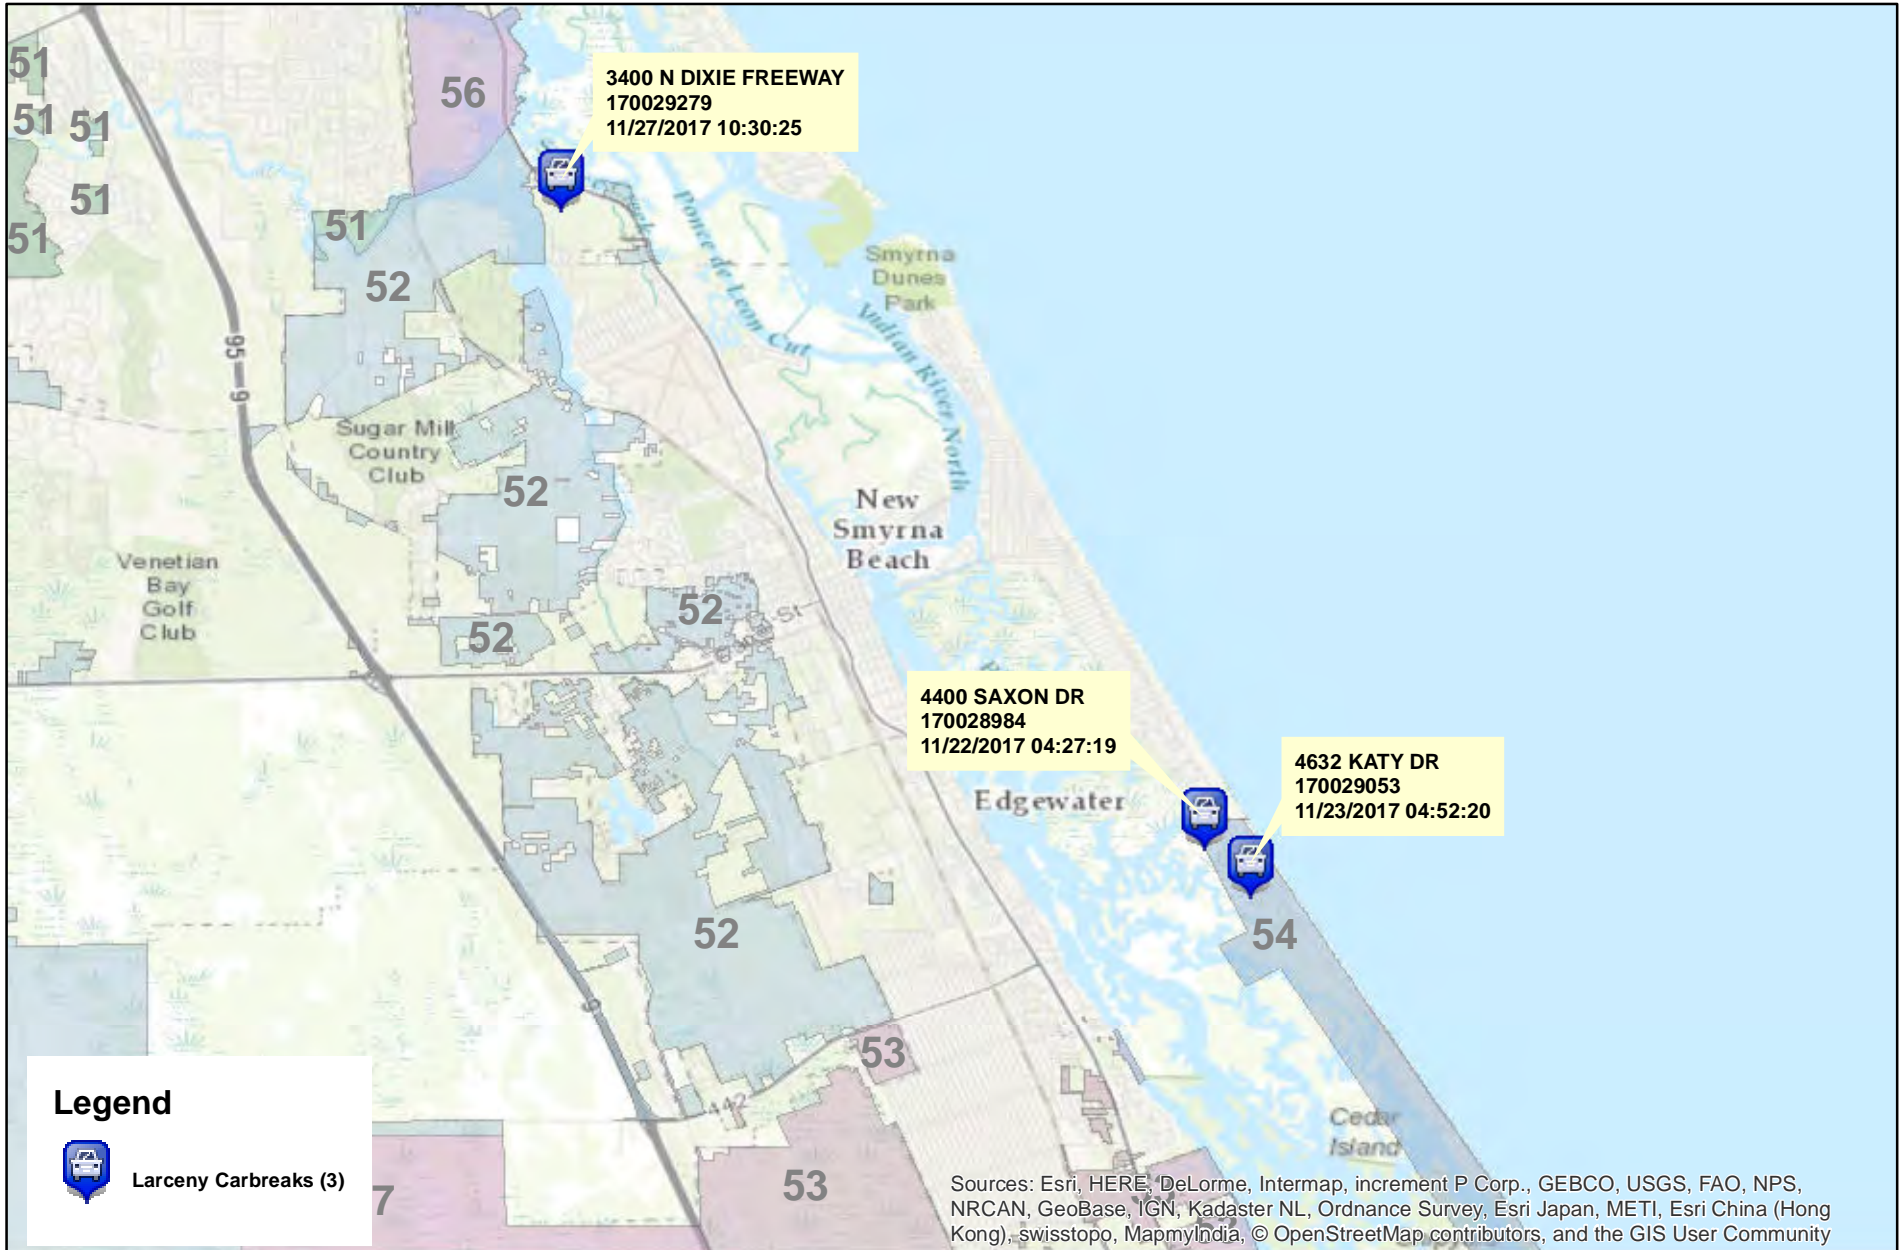 51
51
51
51
51
56
3400 N DIXIE FREEWAY
170029279
11/27/2017 10:30:25
51
52
Ponce de Leon Cut
Smyrna
Dunes
Park
Indian River North
95
9
Sugar Mill
Country
Club
52
New
Smyrna
Beach
Venetian
Bay
Golf
Club
52
52
St
4400 SAXON DR
170028984
11/22/2017 04:27:19
4632 KATY DR
170029053
11/23/2017 04:52:20
Edgewater
52
54
9
53
442
Cedar
Island
53
7
Legend
Larceny Carbreaks (3)
Sources: Esri, HERE, DeLorme, Intermap, increment P Corp., GEBCO, USGS, FAO, NPS,
NRCAN, GeoBase, IGN, Kadaster NL, Ordnance Survey, Esri Japan, METI, Esri China (Hong
Kong), swisstopo, MapmyIndia, © OpenStreetMap contributors, and the GIS User Community